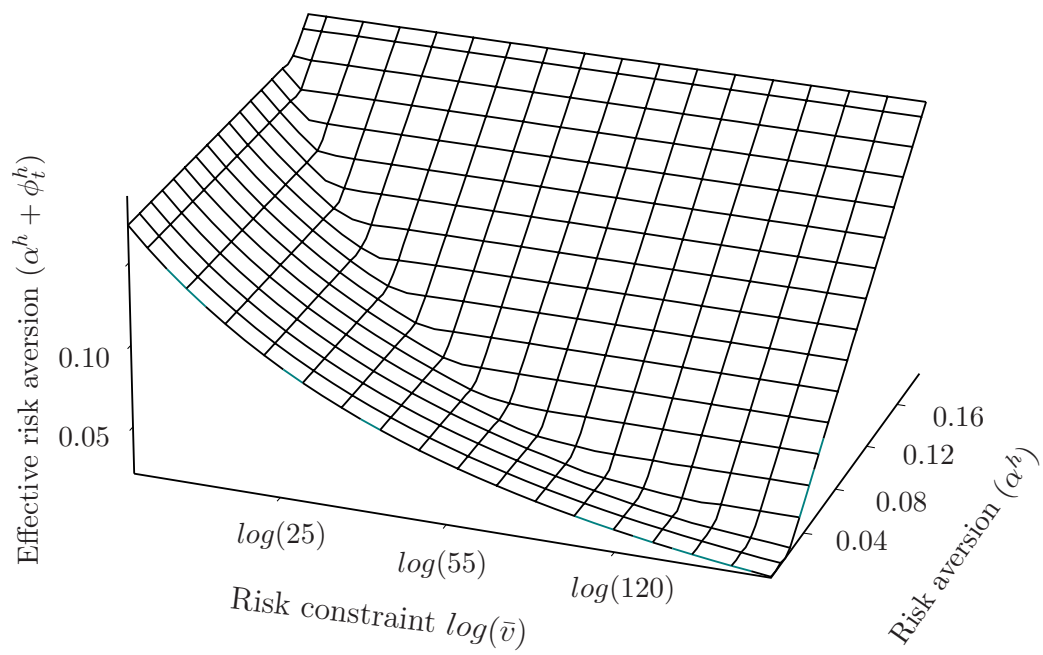 Effective risk aversion (α^h + ϕ_t^h)
0.10
0.05
log(25)
log(55)
log(120)
Risk constraint log(v̄)
0.16
0.12
0.08
0.04
Risk aversion (α^h)